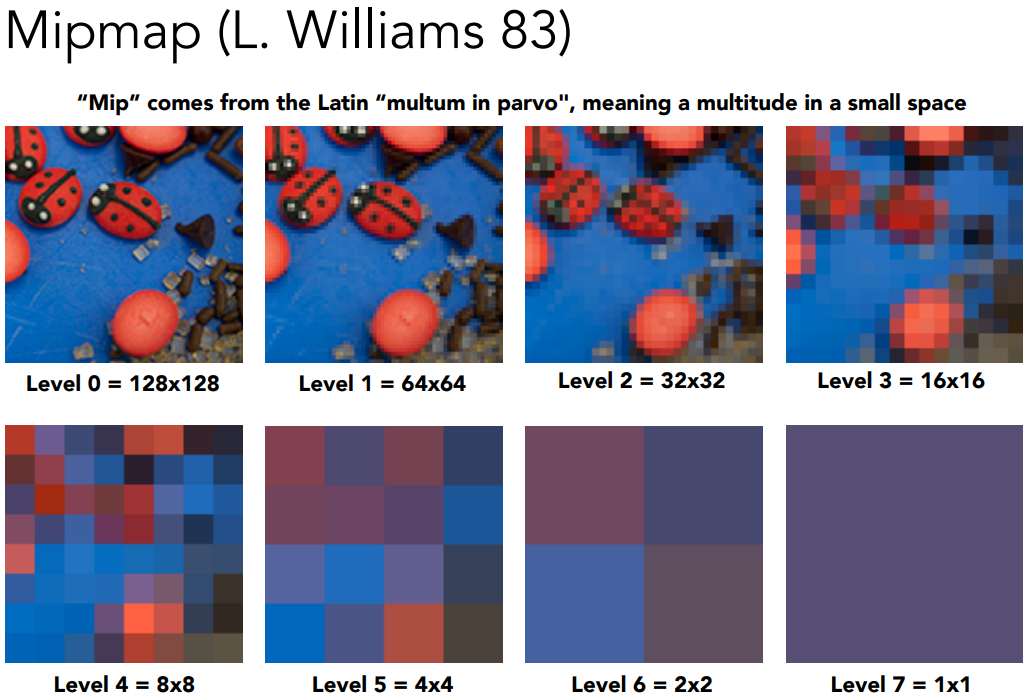 Mipmap (L. Williams 83)
“Mip” comes from the Latin “multum in parvo", meaning a multitude in a small space
Level 0 = 128x128
Level 1 = 64x64
Level 2 = 32x32
Level 3 = 16x16
Level 4 = 8x8
Level 5 = 4x4
Level 6 = 2x2
Level 7 = 1x1